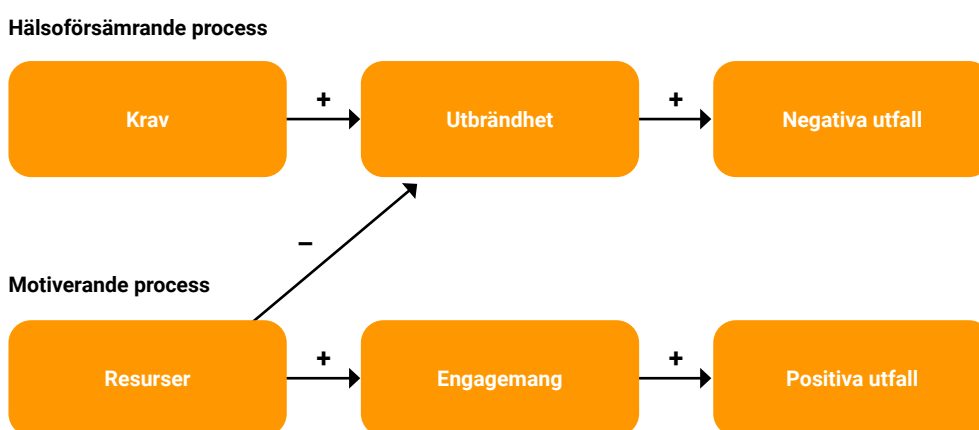 Hälsoförsämrande process
+
+
Krav
Utbrändhet
Negativa utfall
–
Motiverande process
+
+
Resurser
Engagemang
Positiva utfall